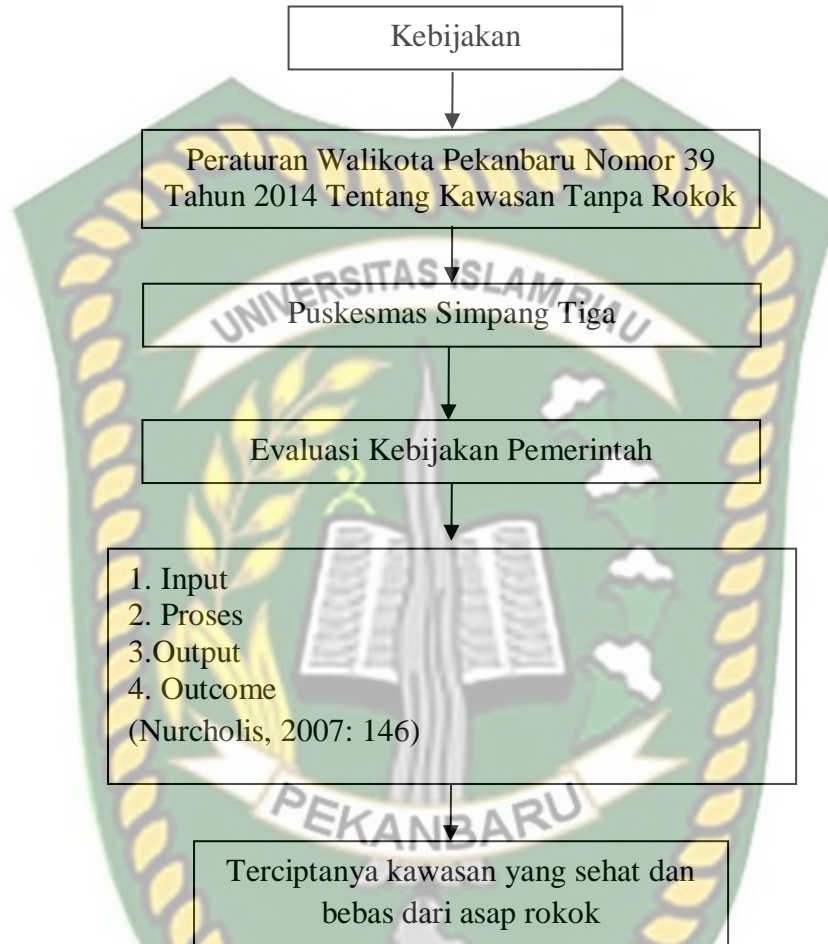 Kebijakan
Peraturan Walikota Pekanbaru Nomor 39
Tahun 2014 Tentang Kawasan Tanpa Rokok
UNIVERSITAS ISLAM RIAU
Puskesmas Simpang Tiga
Evaluasi Kebijakan Pemerintah
1. Input
2. Proses
3.Output
4. Outcome
(Nurcholis, 2007: 146)
PEKANBARU
Terciptanya kawasan yang sehat dan
bebas dari asap rokok